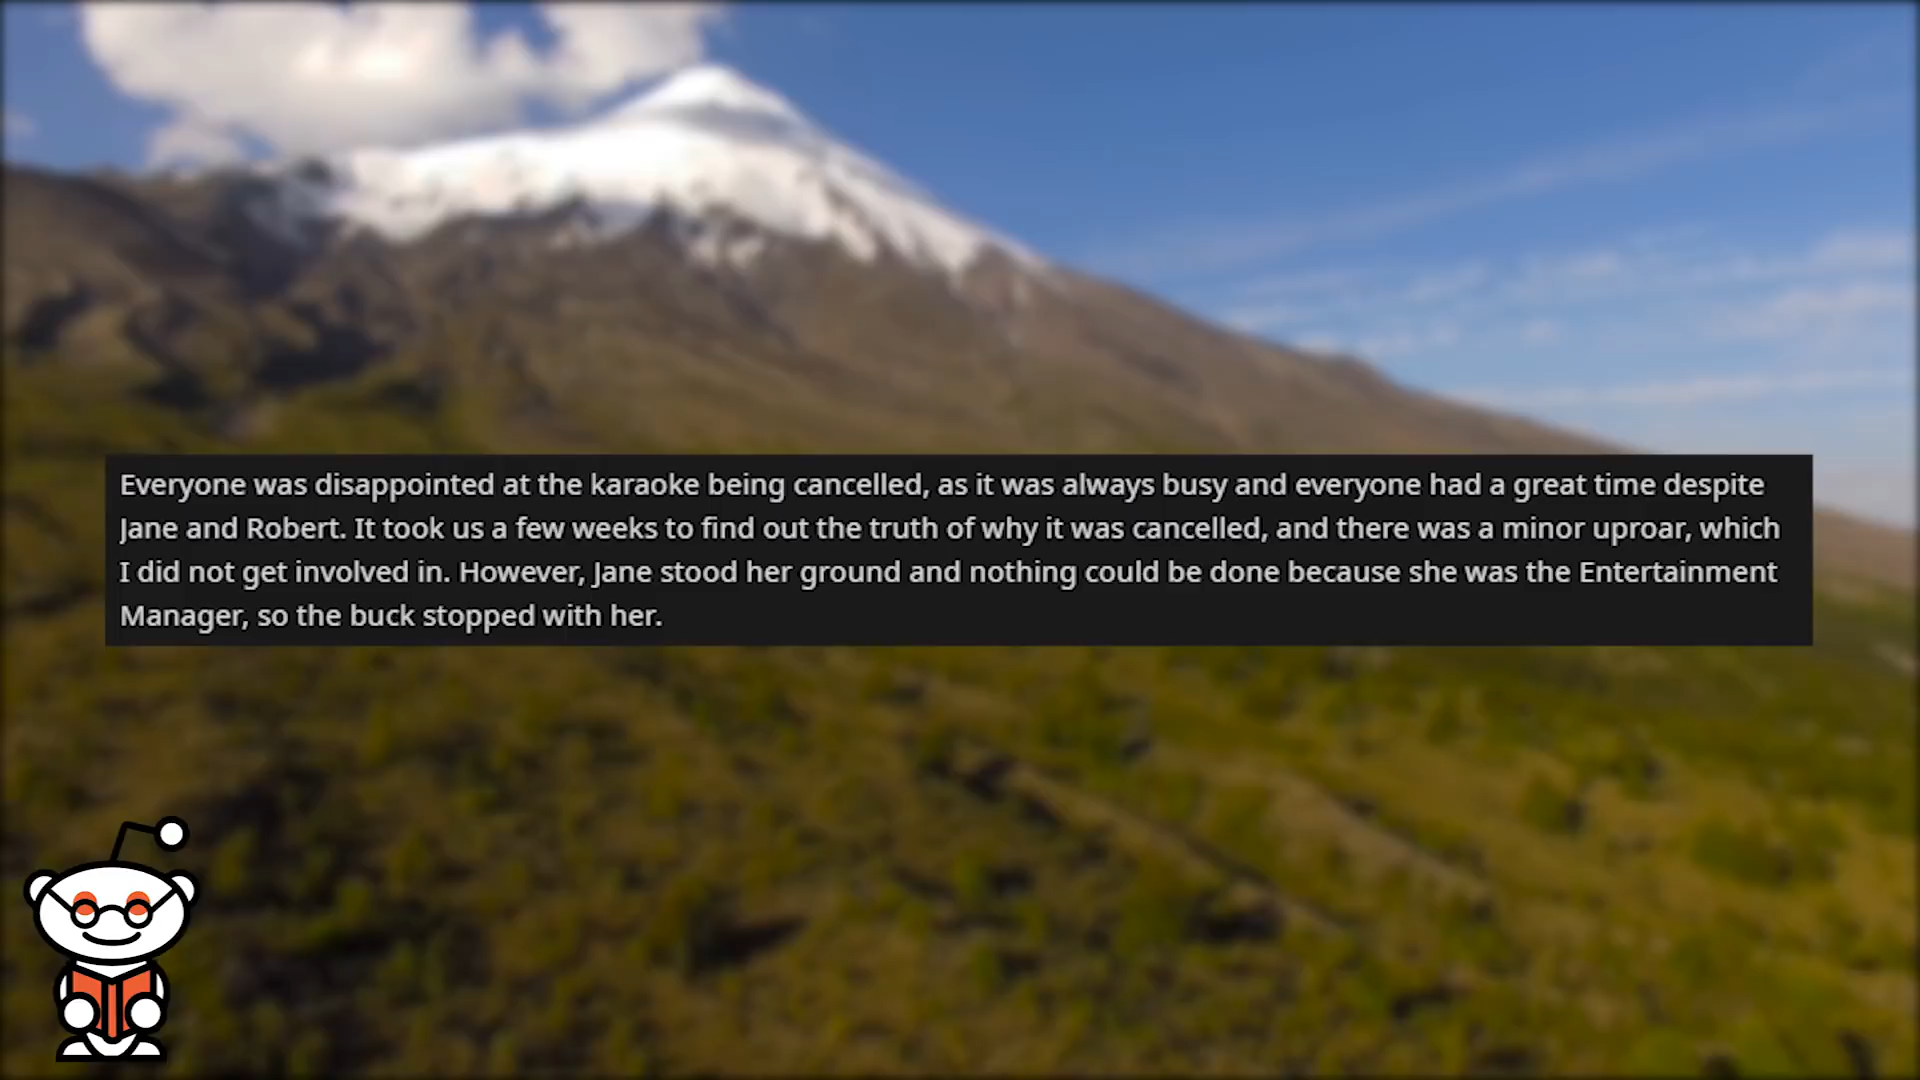 Everyone was disappointed at the karaoke being cancelled, as it was always busy and everyone had a great time despite
Jane and Robert. It took us a few weeks to find out the truth of why it was cancelled, and there was a minor uproar, which
I did not get involved in. However, Jane stood her ground and nothing could be done because she was the Entertainment
Manager, so the buck stopped with her.